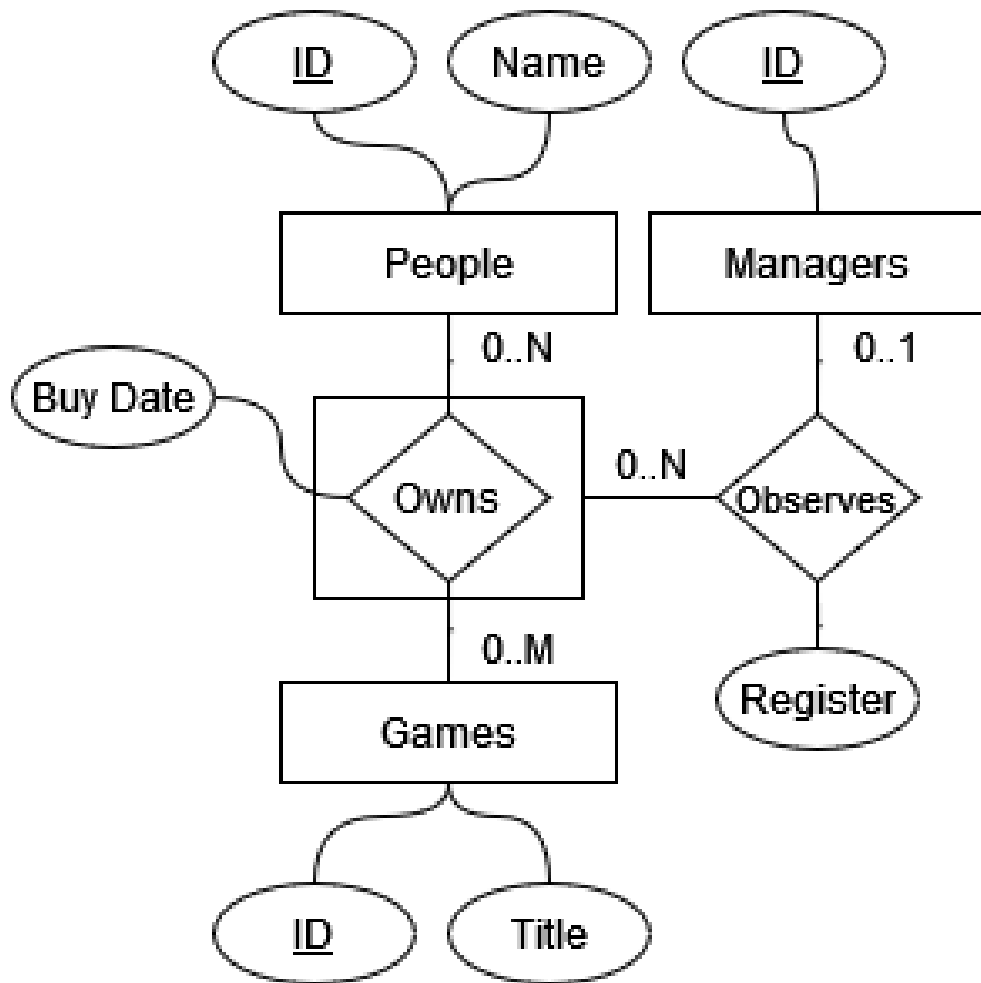 ID
Name
ID
People
Managers
0..N
0..1
Buy Date
0..N
Owns
Observes
0..M
Register
Games
ID
Title